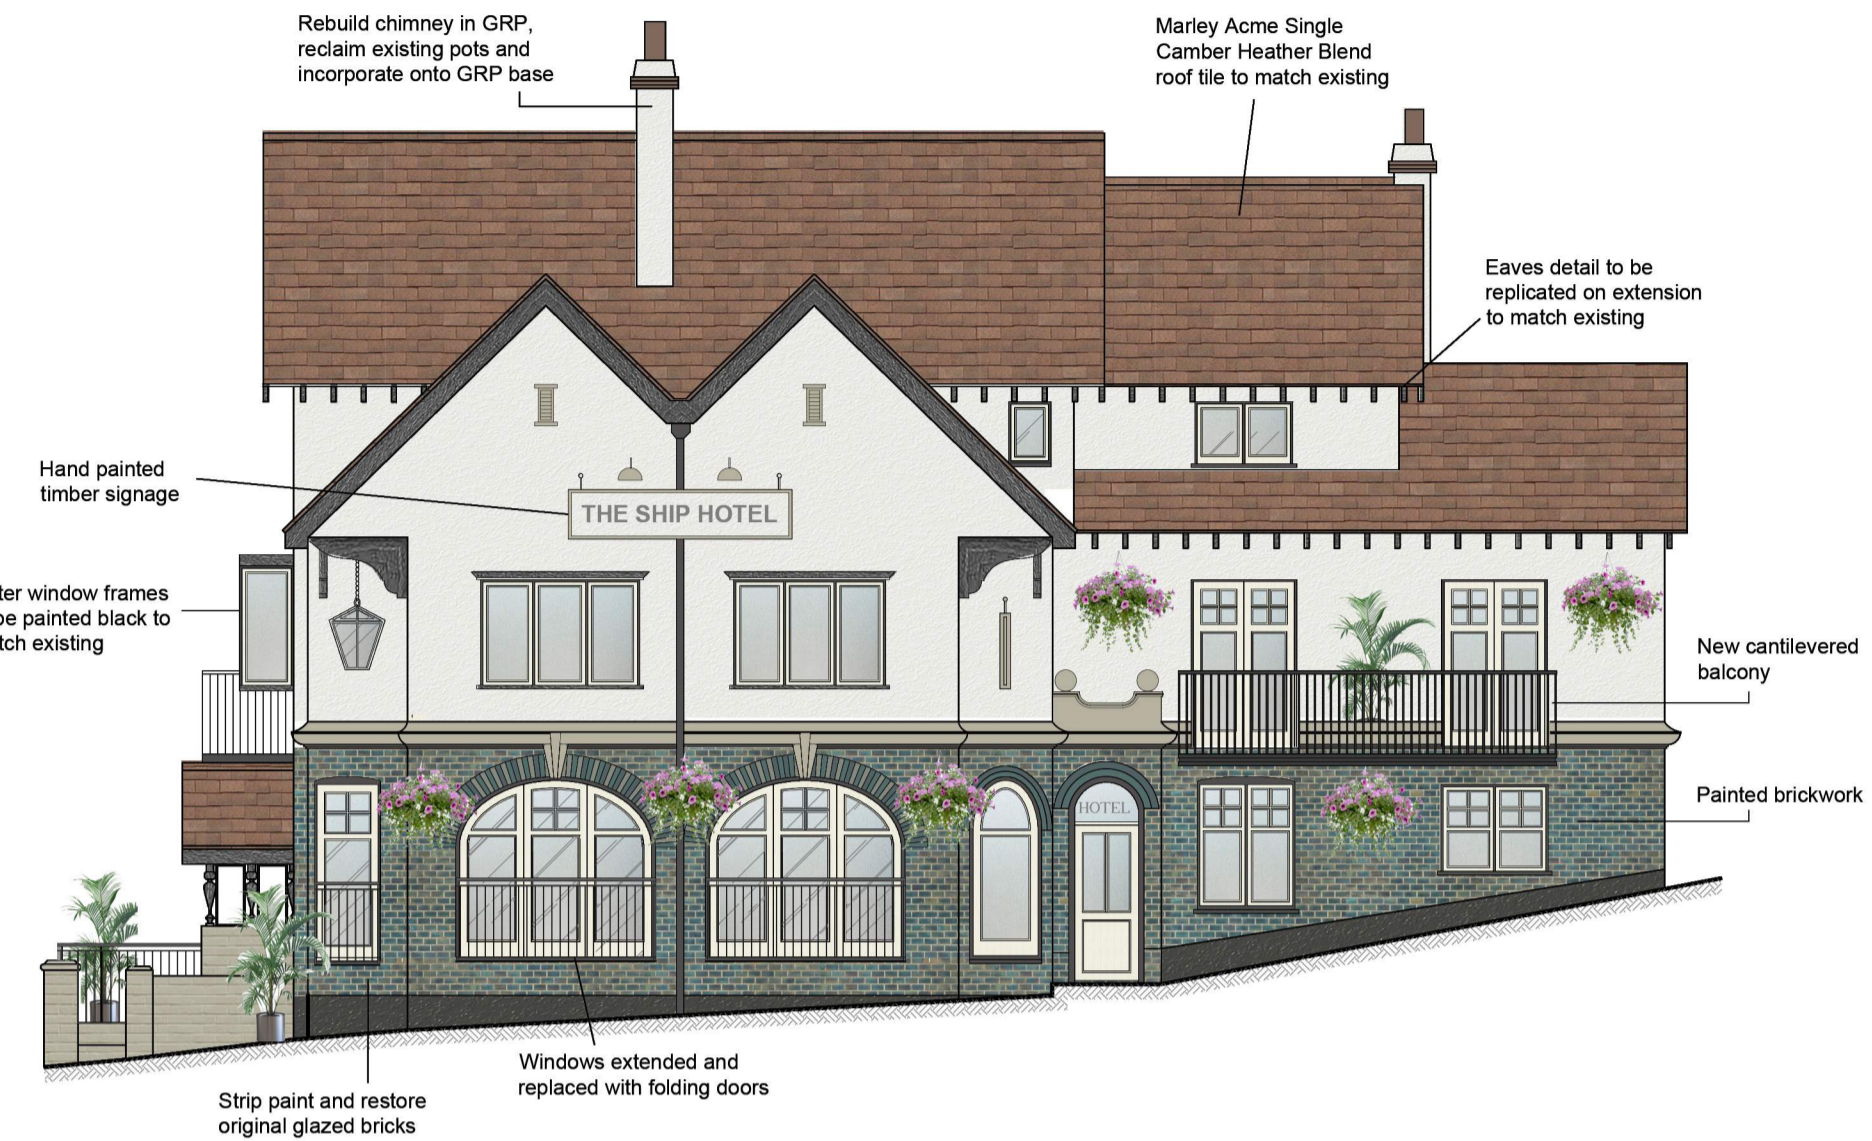 Rebuild chimney in GRP,
reclaim existing pots and
incorporate onto GRP base
Marley Acme Single
Camber Heather Blend
roof tile to match existing
Eaves detail to be
replicated on extension
to match existing
Hand painted
timber signage
THE SHIP HOTEL
window frames
painted black to
existing
New cantilevered
balcony
Painted brickwork
HOTEL
Windows extended and
replaced with folding doors
Strip paint and restore
original glazed bricks